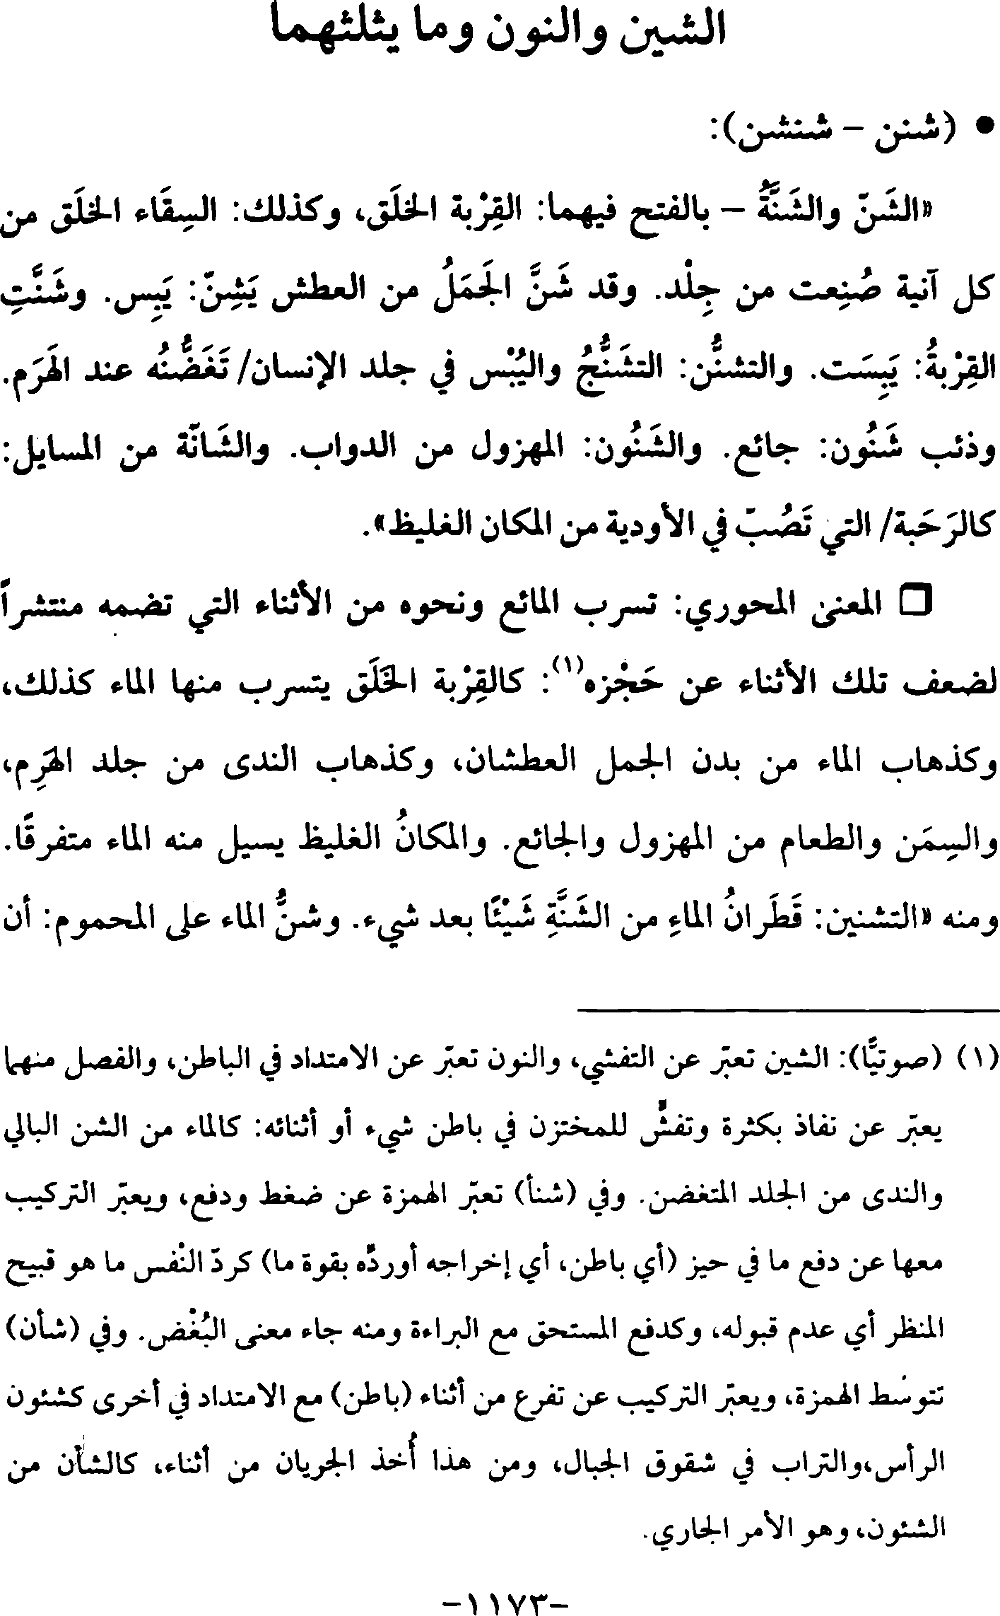 الشين والنون وما يثلثهما
• (شنن – شنشن):
«الشَنّ والشَنَّةُ – بالفتح فيهما: القِرْبة الخَلَق، وكذلك: السِقَاء الخَلَق من
كل آنية صُنِعت من جِلْد. وقد شَنَّ الجَمَلُ من العطش يَشِنّ: يَبِس. وشَنَّتِ
القِرْبةُ: يَبِسَت. والتشنُّن: التشَنُّجُ واليُبْس في جلد الإنسان/ تَغَضُّنُه عند الهَرَم.
وذئب شَنُون: جائع. والشَنُون: المهزول من الدواب. والشَانّة من المسايل:
كالرَحَبة/ التي تَصُبّ في الأودية من المكان الغليظ».
❒ المعنى المحوري: تسرب المائع ونحوه من الأثناء التي تضمه منتشراً
لضعف تلك الأثناء عن حَجْزه(١): كالقِرْبة الخَلَق يتسرب منها الماء كذلك،
وكذهاب الماء من بدن الجمل العطشان، وكذهاب الندى من جلد الهَرِم،
والسِمَن والطعام من المهزول والجائع. والمكانُ الغليظ يسيل منه الماء متفرقًا.
ومنه «التشنين: قَطَرانُ الماءِ من الشَنَّةِ شَيْئًا بعد شيء. وشنُّ الماء على المحموم: أن
(١) (صوتيًّا): الشين تعبّر عن التفشي، والنون تعبّر عن الامتداد في الباطن، والفصل منهما
يعبّر عن نفاذ بكثرة وتفشٍّ للمختزن في باطن شيء أو أثنائه: كالماء من الشن البالي
والندى من الجلد المتغضن. وفي (شنأ) تعبّر الهمزة عن ضغط ودفع، ويعبّر التركيب
معها عن دفع ما في حيز (أي باطن، أي إخراجه أوردّه بقوة ما) كردّ النْفس ما هو قبيح
المنظر أي عدم قبوله، وكدفع المستحق مع البراءة ومنه جاء معنى البُغْض. وفي (شأن)
تتوسْط الهمزة، ويعبّر التركيب عن تفرع من أثناء (باطن) مع الامتداد في أخرى كشئون
الرأس،والتراب في شقوق الجبال، ومن هذا أُخذ الجريان من أثناء، كالشأن من
الشئون، وهو الأمر الجاري.
-١١٧٣-